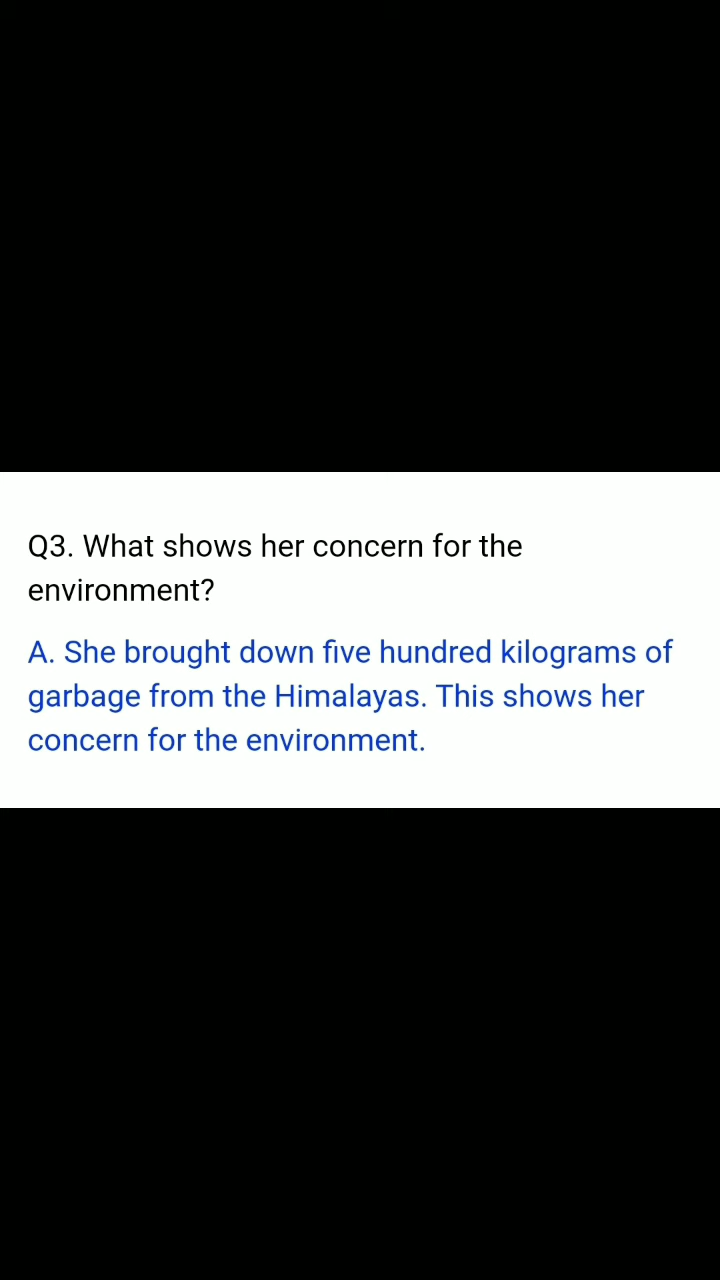 Q3. What shows her concern for the
environment?
A. She brought down five hundred kilograms of
garbage from the Himalayas. This shows her
concern for the environment.